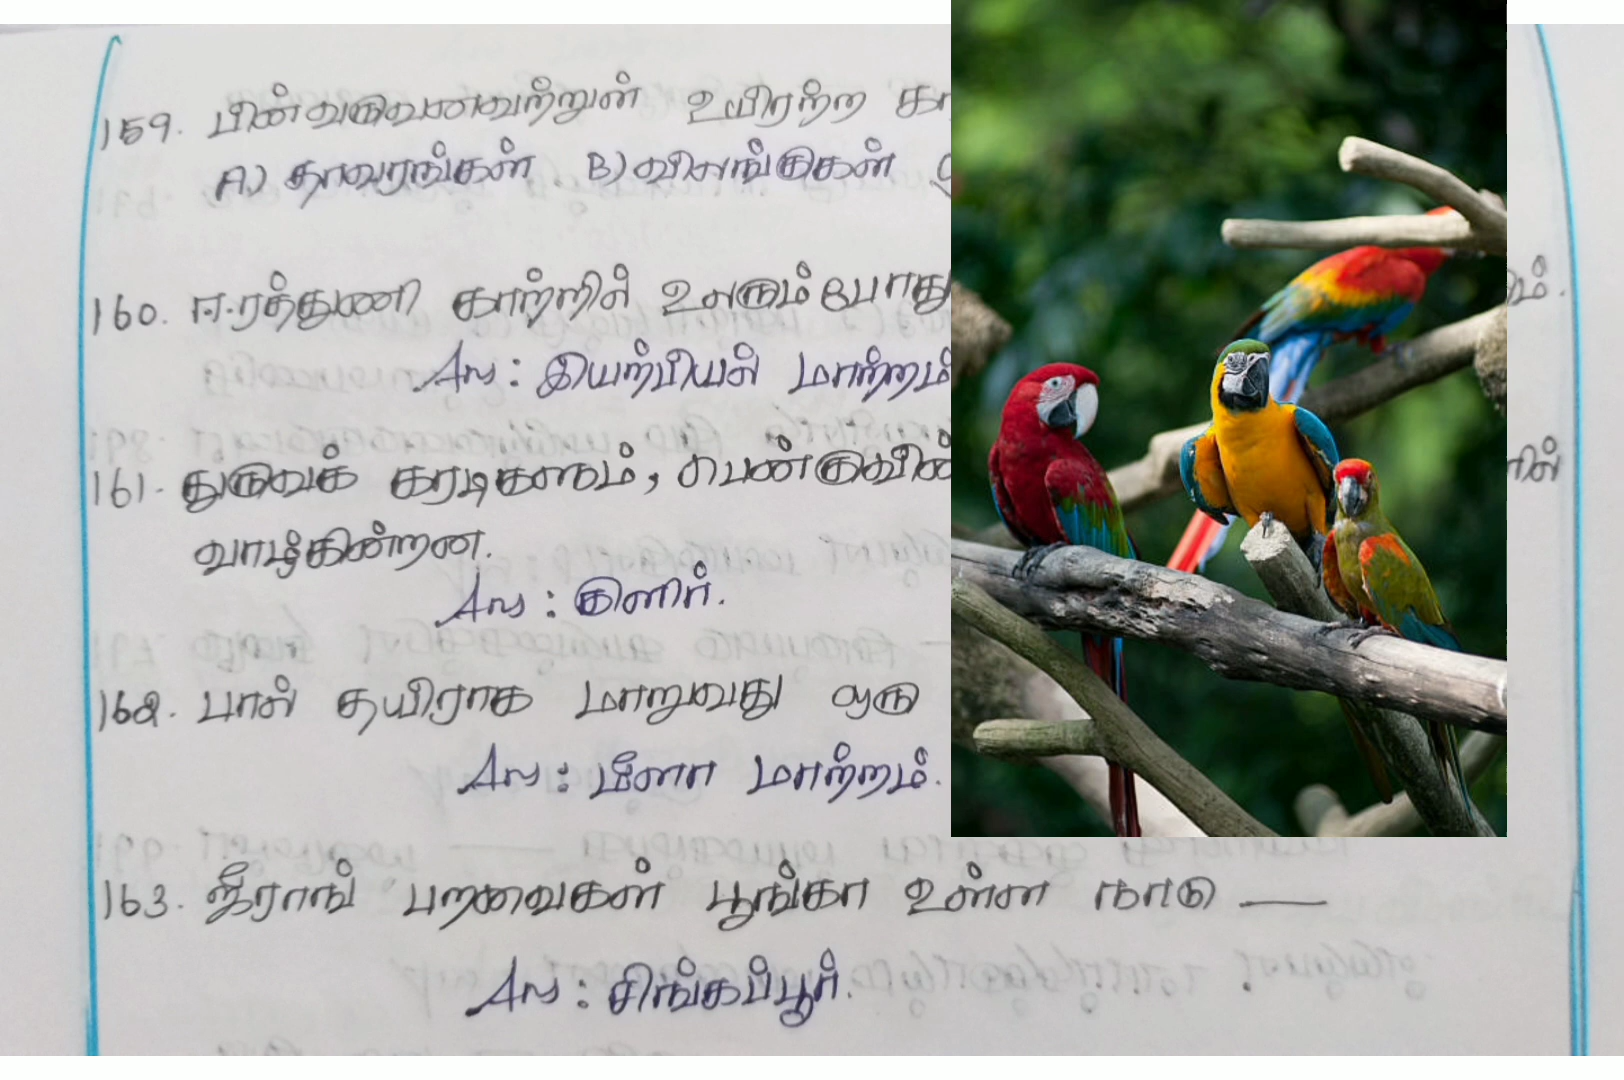 159. பின்வருவனவற்றுள் உயிரற்ற
A) தாவரங்கள் B) விலங்குகள்
160. ஈரத்துணி காற்றில் உலரும் போது
Ans : இயற்பியல் மாற்றம்
161. துருவக் கரடிகளும், பென்குவின்
வாழ்கின்றன.
Ans : குளிர்.
162. பால் தயிராக மாறுவது ஒரு
Ans : மீளா மாற்றம்.
163. ஜீராங் பறவைகள் பூங்கா உள்ள நாடு —
Ans : சிங்கப்பூர்.